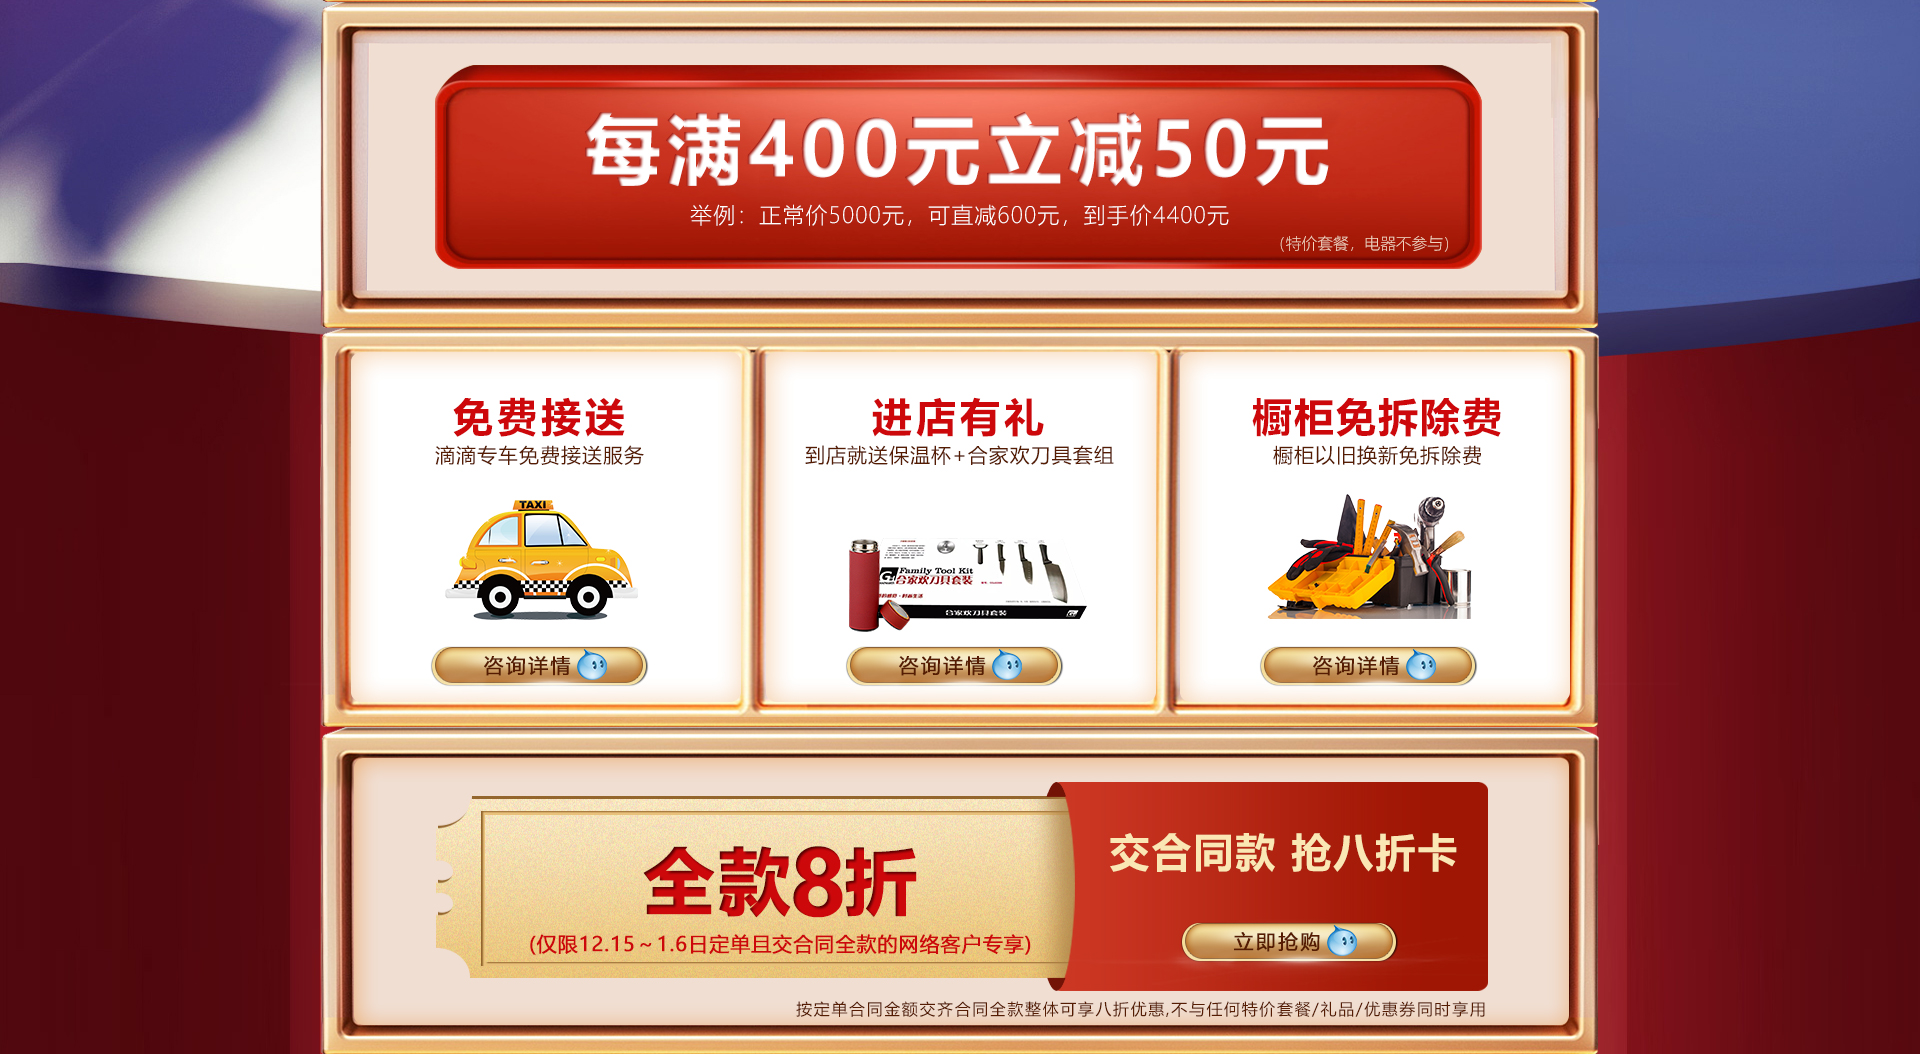 每满400元立减50元
举例：正常价5000元，可直减600元，到手价4400元
(特价套餐，电器不参与)
免费接送
滴滴专车免费接送服务
TAXI
咨询详情
进店有礼
到店就送保温杯+合家欢刀具套组
Family Tool Kit
合家欢刀具套装
合家欢刀具套装
咨询详情
橱柜免拆除费
橱柜以旧换新免拆除费
咨询详情
全款8折
(仅限12.15～1.6日定单且交合同全款的网络客户专享)
交合同款 抢八折卡
立即抢购
按定单合同金额交齐合同全款整体可享八折优惠,不与任何特价套餐/礼品/优惠券同时享用